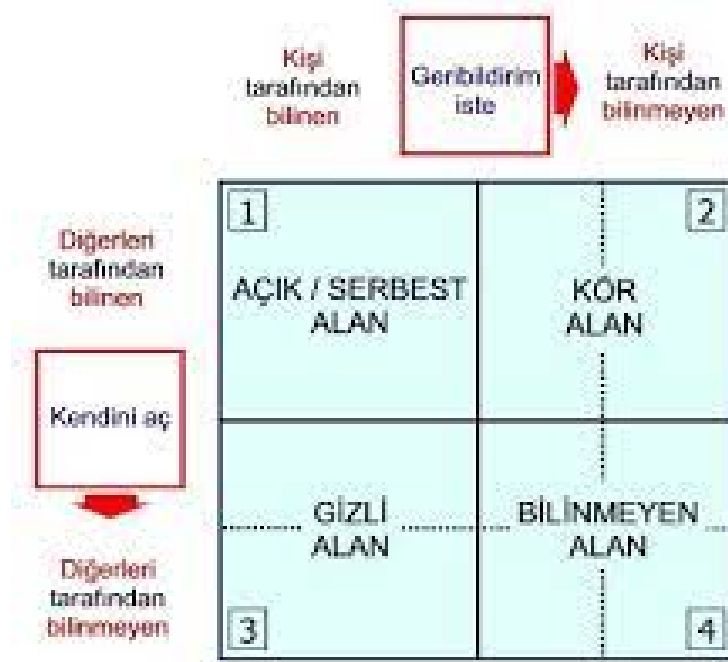 Kişi
tarafından
bilinen
Geribildirim
iste
Kişi
tarafından
bilinmeyen
Diğerleri
tarafından
bilinen
1
AÇIK / SERBEST
ALAN
2
KÖR
ALAN
Kendini aç
Diğerleri
tarafından
bilinmeyen
GİZLİ
ALAN
3
BİLİNMEYEN
ALAN
4